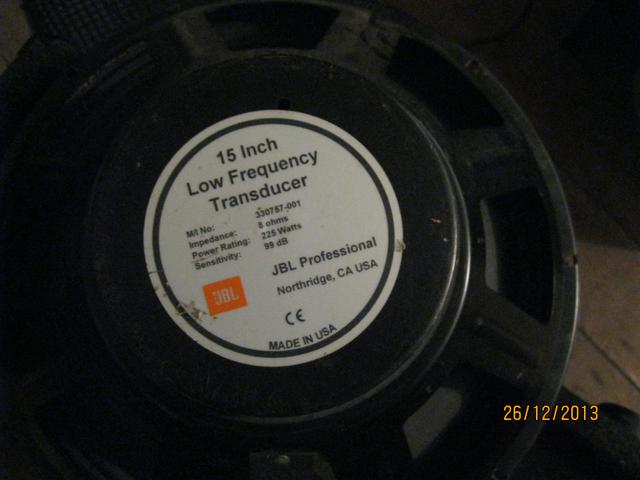 15 Inch
Low Frequency
Transducer
M/I No: 330757-001
Impedance: 8 ohms
Power Rating: 225 Watts
Sensitivity: 99 dB
JBL Professional
Northridge, CA USA
JBL
CE
MADE IN USA
26/12/2013